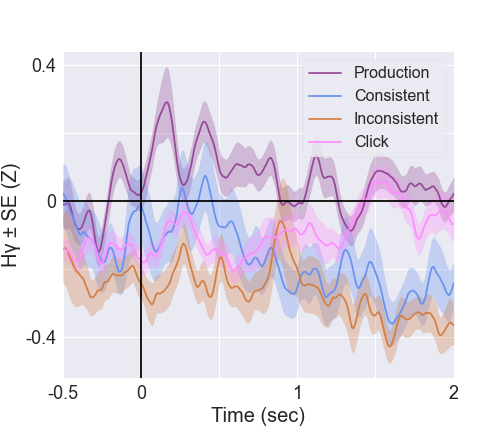 0.4
Production
Consistent
Inconsistent
Click
0
-0.4
Hγ ± SE (Z)
-0.5
0
1
2
Time (sec)